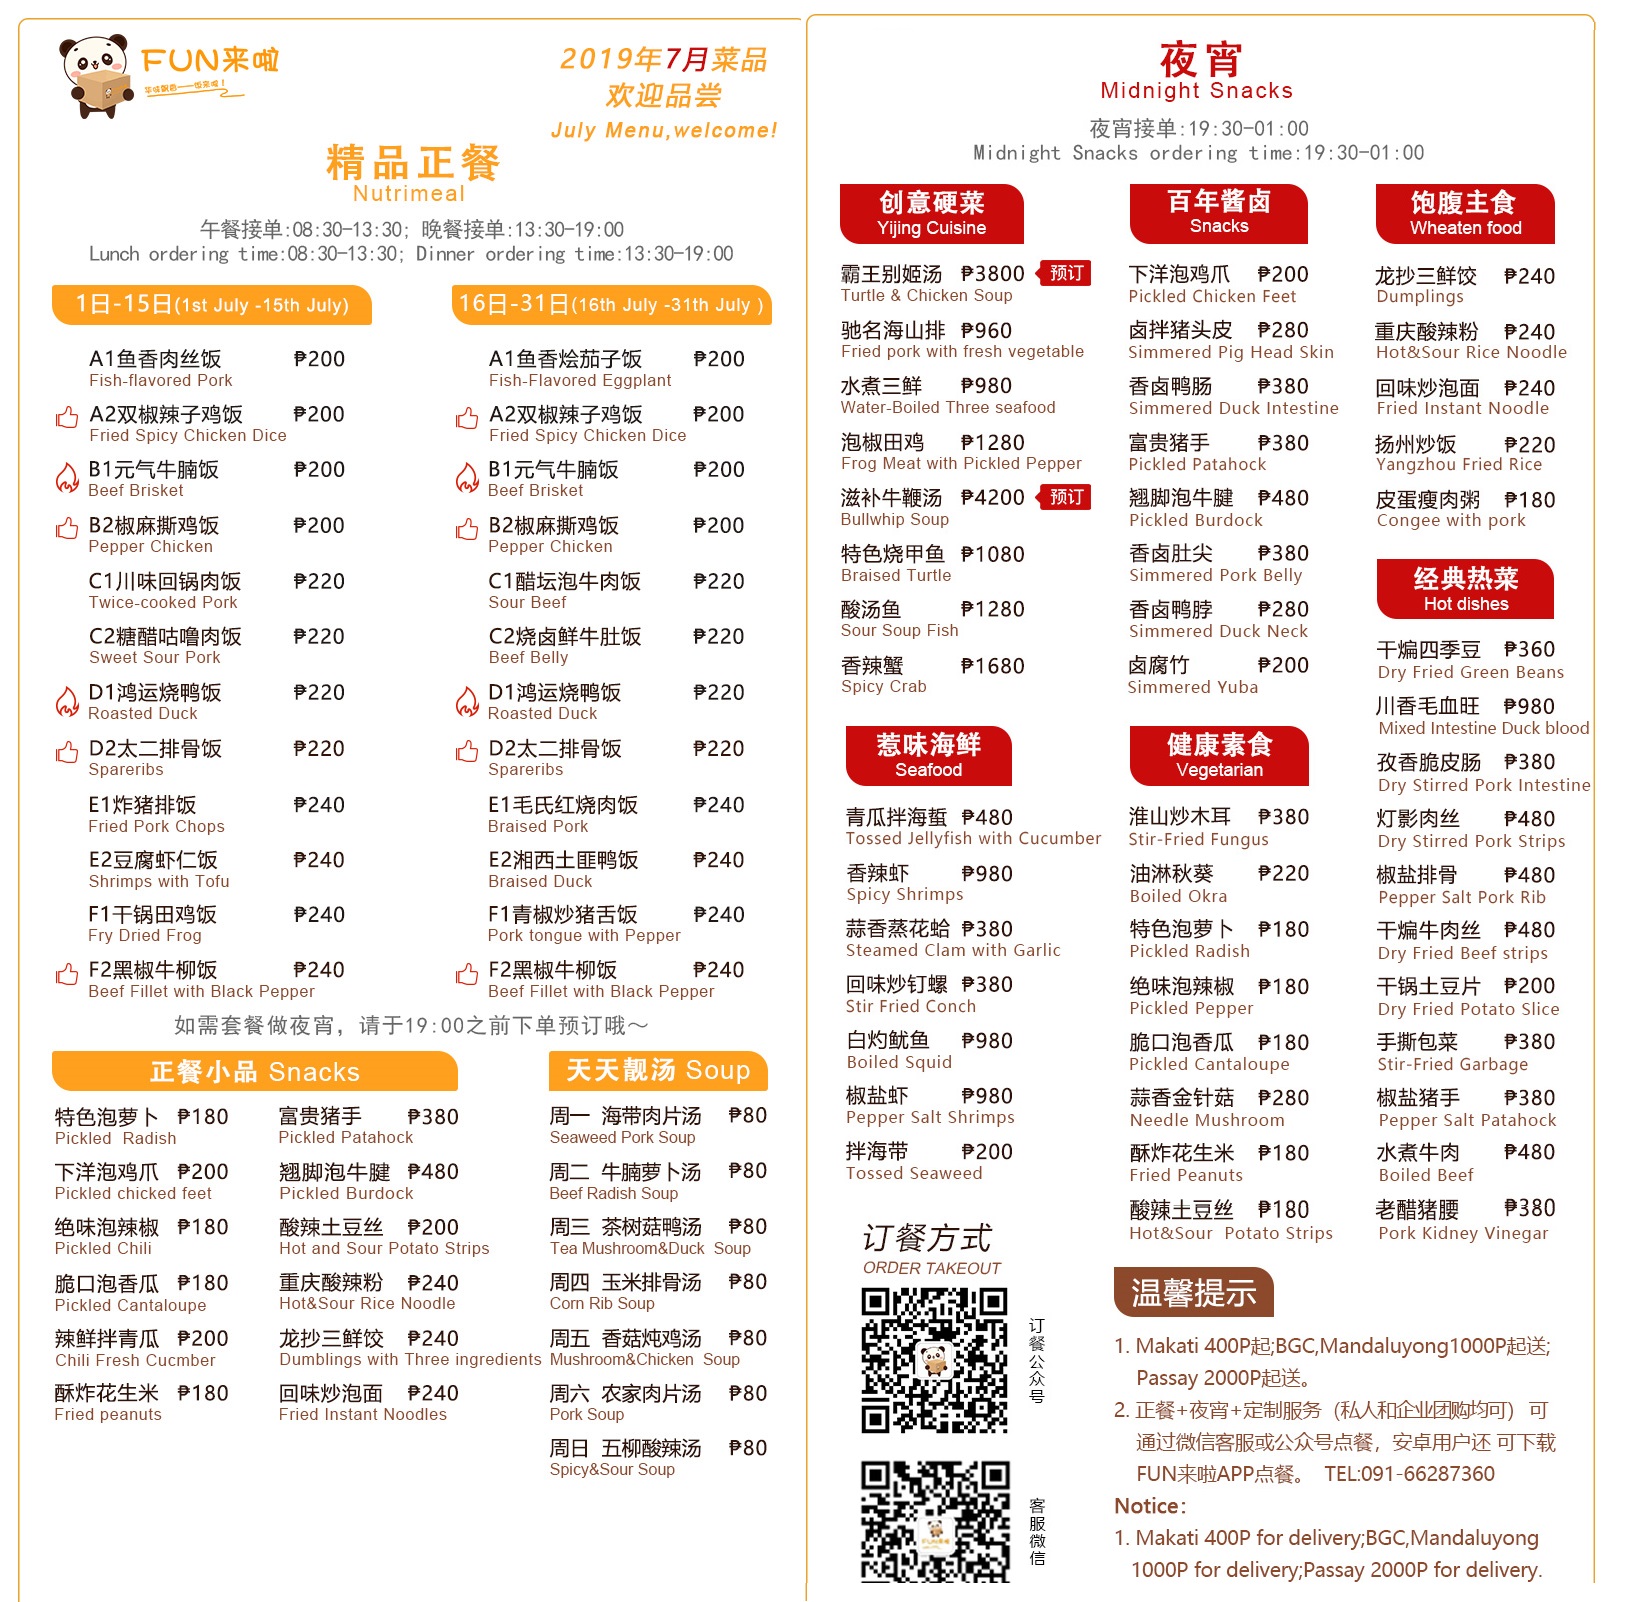 FUN来啦
华味飘香——饭来啦!
2019年7月菜品
欢迎品尝
July Menu,welcome!
精品正餐
Nutrimeal
午餐接单:08:30-13:30; 晚餐接单:13:30-19:00
Lunch ordering time:08:30-13:30; Dinner ordering time:13:30-19:00
1日-15日(1st July -15th July)
A1鱼香肉丝饭 ₱200
Fish-flavored Pork
A2双椒辣子鸡饭 ₱200
Fried Spicy Chicken Dice
B1元气牛腩饭 ₱200
Beef Brisket
B2椒麻撕鸡饭 ₱200
Pepper Chicken
C1川味回锅肉饭 ₱220
Twice-cooked Pork
C2糖醋咕噜肉饭 ₱220
Sweet Sour Pork
D1鸿运烧鸭饭 ₱220
Roasted Duck
D2太二排骨饭 ₱220
Spareribs
E1炸猪排饭 ₱240
Fried Pork Chops
E2豆腐虾仁饭 ₱240
Shrimps with Tofu
F1干锅田鸡饭 ₱240
Fry Dried Frog
F2黑椒牛柳饭 ₱240
Beef Fillet with Black Pepper
16日-31日(16th July -31th July )
A1鱼香烩茄子饭 ₱200
Fish-Flavored Eggplant
A2双椒辣子鸡饭 ₱200
Fried Spicy Chicken Dice
B1元气牛腩饭 ₱200
Beef Brisket
B2椒麻撕鸡饭 ₱200
Pepper Chicken
C1醋坛泡牛肉饭 ₱220
Sour Beef
C2烧卤鲜牛肚饭 ₱220
Beef Belly
D1鸿运烧鸭饭 ₱220
Roasted Duck
D2太二排骨饭 ₱220
Spareribs
E1毛氏红烧肉饭 ₱240
Braised Pork
E2湘西土匪鸭饭 ₱240
Braised Duck
F1青椒炒猪舌饭 ₱240
Pork tongue with Pepper
F2黑椒牛柳饭 ₱240
Beef Fillet with Black Pepper
如需套餐做夜宵，请于19:00之前下单预订哦～
正餐小品 Snacks
特色泡萝卜 ₱180
Pickled Radish
下洋泡鸡爪 ₱200
Pickled chicked feet
绝味泡辣椒 ₱180
Pickled Chili
脆口泡香瓜 ₱180
Pickled Cantaloupe
辣鲜拌青瓜 ₱200
Chili Fresh Cucmber
酥炸花生米 ₱180
Fried peanuts
富贵猪手 ₱380
Pickled Patahock
翘脚泡牛腱 ₱480
Pickled Burdock
酸辣土豆丝 ₱200
Hot and Sour Potato Strips
重庆酸辣粉 ₱240
Hot&Sour Rice Noodle
龙抄三鲜饺 ₱240
Dumblings with Three ingredients
回味炒泡面 ₱240
Fried Instant Noodles
天天靓汤 Soup
周一 海带肉片汤 ₱80
Seaweed Pork Soup
周二 牛腩萝卜汤 ₱80
Beef Radish Soup
周三 茶树菇鸭汤 ₱80
Tea Mushroom&Duck Soup
周四 玉米排骨汤 ₱80
Corn Rib Soup
周五 香菇炖鸡汤 ₱80
Mushroom&Chicken Soup
周六 农家肉片汤 ₱80
Pork Soup
周日 五柳酸辣汤 ₱80
Spicy&Sour Soup
夜宵
Midnight Snacks
夜宵接单:19:30-01:00
Midnight Snacks ordering time:19:30-01:00
创意硬菜
Yijing Cuisine
霸王别姬汤 ₱3800 预订
Turtle & Chicken Soup
驰名海山排 ₱960
Fried pork with fresh vegetable
水煮三鲜 ₱980
Water-Boiled Three seafood
泡椒田鸡 ₱1280
Frog Meat with Pickled Pepper
滋补牛鞭汤 ₱4200 预订
Bullwhip Soup
特色烧甲鱼 ₱1080
Braised Turtle
酸汤鱼 ₱1280
Sour Soup Fish
香辣蟹 ₱1680
Spicy Crab
惹味海鲜
Seafood
青瓜拌海蜇 ₱480
Tossed Jellyfish with Cucumber
香辣虾 ₱980
Spicy Shrimps
蒜香蒸花蛤 ₱380
Steamed Clam with Garlic
回味炒钉螺 ₱380
Stir Fried Conch
白灼鱿鱼 ₱980
Boiled Squid
椒盐虾 ₱980
Pepper Salt Shrimps
拌海带 ₱200
Tossed Seaweed
百年酱卤
Snacks
下洋泡鸡爪 ₱200
Pickled Chicken Feet
卤拌猪头皮 ₱280
Simmered Pig Head Skin
香卤鸭肠 ₱380
Simmered Duck Intestine
富贵猪手 ₱380
Pickled Patahock
翘脚泡牛腱 ₱480
Pickled Burdock
香卤肚尖 ₱380
Simmered Pork Belly
香卤鸭脖 ₱280
Simmered Duck Neck
卤腐竹 ₱200
Simmered Yuba
健康素食
Vegetarian
淮山炒木耳 ₱380
Stir-Fried Fungus
油淋秋葵 ₱220
Boiled Okra
特色泡萝卜 ₱180
Pickled Radish
绝味泡辣椒 ₱180
Pickled Pepper
脆口泡香瓜 ₱180
Pickled Cantaloupe
蒜香金针菇 ₱280
Needle Mushroom
酥炸花生米 ₱180
Fried Peanuts
酸辣土豆丝 ₱180
Hot&Sour Potato Strips
饱腹主食
Wheaten food
龙抄三鲜饺 ₱240
Dumplings
重庆酸辣粉 ₱240
Hot&Sour Rice Noodle
回味炒泡面 ₱240
Fried Instant Noodle
扬州炒饭 ₱220
Yangzhou Fried Rice
皮蛋瘦肉粥 ₱180
Congee with pork
经典热菜
Hot dishes
干煸四季豆 ₱360
Dry Fried Green Beans
川香毛血旺 ₱980
Mixed Intestine Duck blood
孜香脆皮肠 ₱380
Dry Stirred Pork Intestine
灯影肉丝 ₱480
Dry Stirred Pork Strips
椒盐排骨 ₱480
Pepper Salt Pork Rib
干煸牛肉丝 ₱480
Dry Fried Beef strips
干锅土豆片 ₱200
Dry Fried Potato Slice
手撕包菜 ₱380
Stir-Fried Garbage
椒盐猪手 ₱380
Pepper Salt Patahock
水煮牛肉 ₱480
Boiled Beef
老醋猪腰 ₱380
Pork Kidney Vinegar
订餐方式
ORDER TAKEOUT
订餐公众号
FUN来啦
客服微信
温馨提示
1. Makati 400P起;BGC,Mandaluyong1000P起送;
Passay 2000P起送。
2. 正餐+夜宵+定制服务（私人和企业团购均可）可
通过微信客服或公众号点餐，安卓用户还 可下载
FUN来啦APP点餐。 TEL:091-66287360
Notice:
1. Makati 400P for delivery;BGC,Mandaluyong
1000P for delivery;Passay 2000P for delivery.